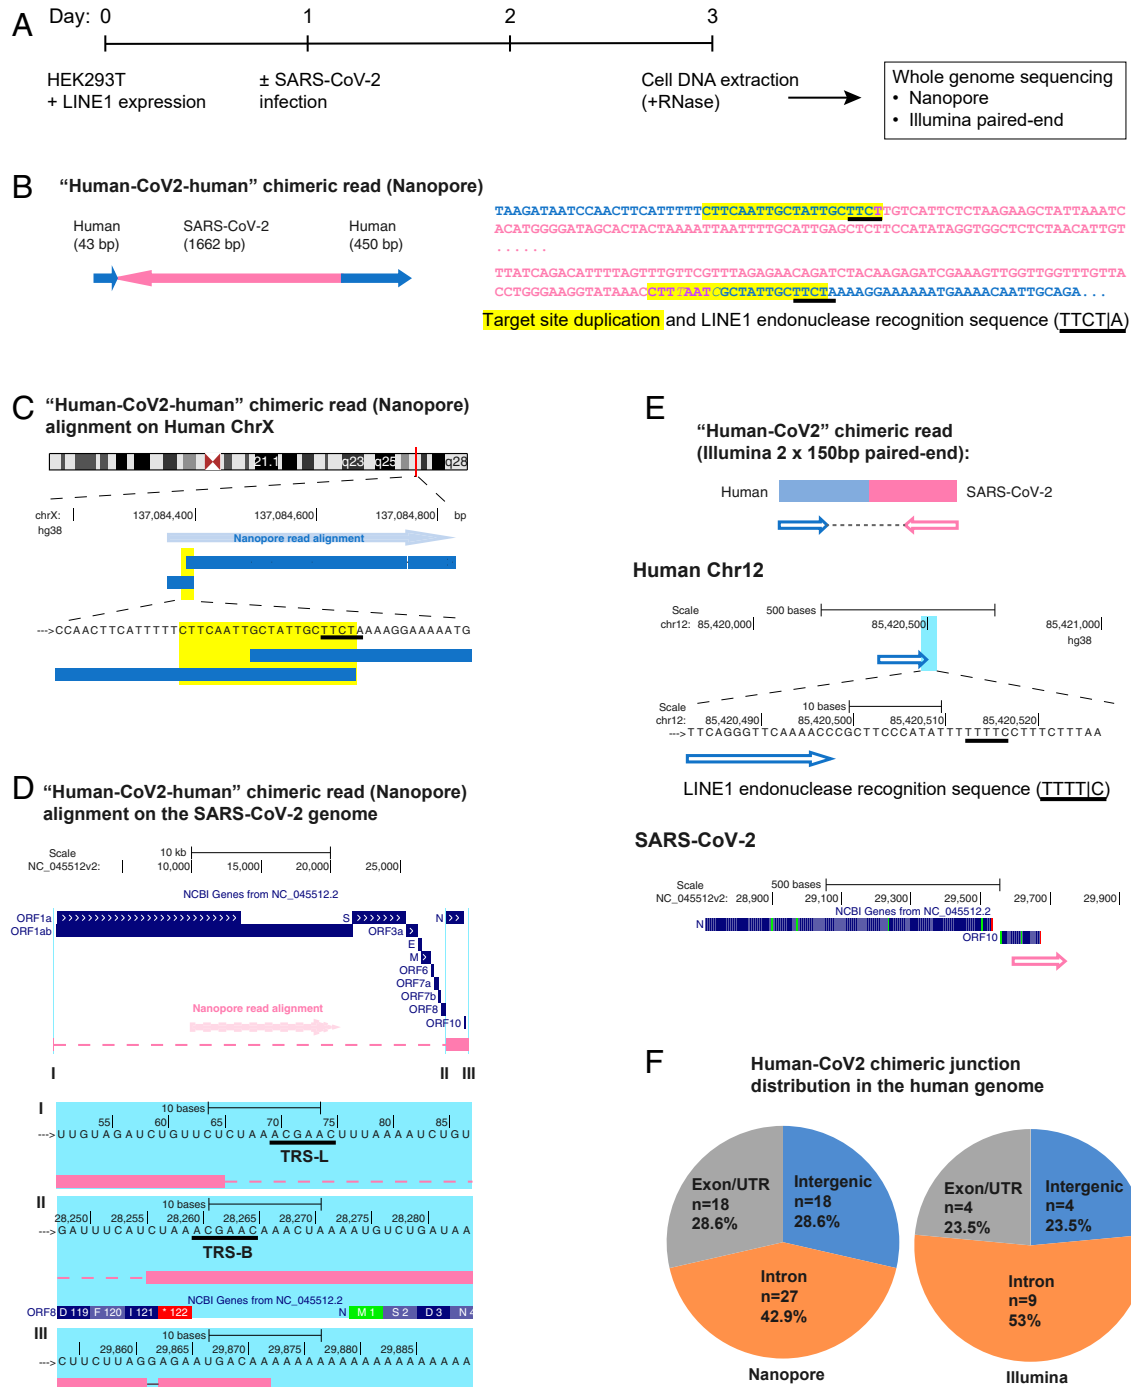 A
Day: 0 1 2 3
HEK293T
+ LINE1 expression
± SARS-CoV-2
infection
Cell DNA extraction
(+RNase)
Whole genome sequencing
• Nanopore
• Illumina paired-end
B
“Human-CoV2-human” chimeric read (Nanopore)
Human
(43 bp)
SARS-CoV-2
(1662 bp)
Human
(450 bp)
TAAGATAATCCAACTTCATTTTTCTTCAATTGCTATTGCTTCTTGTCATTCTCTAAGAAGCTATTAAAATC
ACATGGGGATAGCACTACTAAAATTAATTTTGCATTGAGCTCTTCCATATAGGTGGCTCTCTAACATTGT
......
TTATCAGACATTTTAGTTTGTTCGTTTAGAGAACAGATCTACAAGAGATCGAAAGTTGGTTGGTTTGTTA
CCTGGGAAGGTATAAACCTTTAATCGCTATTGCTTCTAAAAGGAAAAAATGAAAACAATTGCAGA...
Target site duplication and LINE1 endonuclease recognition sequence (TTCT|A)
C
“Human-CoV2-human” chimeric read (Nanopore)
alignment on Human ChrX
21.1 q23 q25 q28
chrX: 137,084,400 137,084,600 137,084,800 bp
hg38
Nanopore read alignment
--->CCAACTTCATTTTTCTTCAATTGCTATTGCTTCTAAAAGGAAAAATG
D
“Human-CoV2-human” chimeric read (Nanopore)
alignment on the SARS-CoV-2 genome
Scale 10 kb
NC_045512v2: 10,000 15,000 20,000 25,000
NCBI Genes from NC_045512.2
ORF1a S N
ORF1ab ORF3a
E
M
ORF6
ORF7a
ORF7b
ORF8
ORF10
Nanopore read alignment
I II III
I
10 bases
55 60 65 70 75 80 85
--->UUGUAGAUCUGUUCUCUAAACGAACUUUAAAAUCUGU
TRS-L
II
10 bases
28,250 28,255 28,260 28,265 28,270 28,275 28,280
--->GAUUUCAUCUAAACGAACAAACUAAAAUGUCUGAUAA
TRS-B
NCBI Genes from NC_045512.2
ORF8 D 119 F 120 I 121 * 122 N M 1 S 2 D 3 N 4
III
10 bases
29,860 29,865 29,870 29,875 29,880 29,885
--->CUUCUUAGGAGAAUGACAAAAAAAAAAAAAAAAAAAA
E
“Human-CoV2” chimeric read
(Illumina 2 x 150bp paired-end):
Human SARS-CoV-2
Human Chr12
Scale 500 bases
chr12: 85,420,000 85,420,500 85,421,000
hg38
Scale 10 bases
chr12: 85,420,490 85,420,500 85,420,510 85,420,520
--->TTCAGGGTTCAAAACCCGCTTCCCATATTTTTTTCCTTTCTTTAA
LINE1 endonuclease recognition sequence (TTTT|C)
SARS-CoV-2
Scale 500 bases
NC_045512v2: 28,900 29,100 29,300 29,500 29,700 29,900
NCBI Genes from NC_045512.2
N
ORF10
F
Human-CoV2 chimeric junction
distribution in the human genome
Exon/UTR
n=18
28.6%
Intergenic
n=18
28.6%
Intron
n=27
42.9%
Nanopore
Exon/UTR
n=4
23.5%
Intergenic
n=4
23.5%
Intron
n=9
53%
Illumina